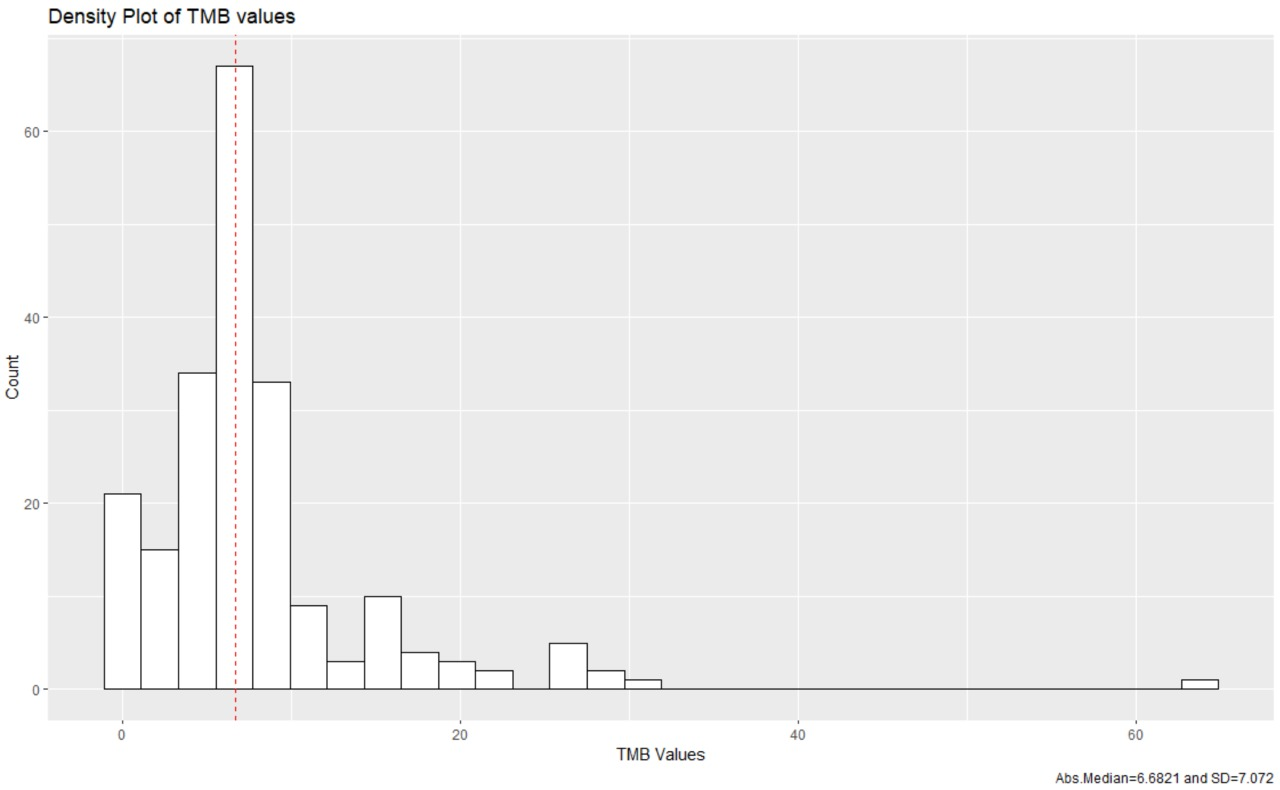 Density Plot of TMB values
60
40
20
0
Count
0 20 40 60
TMB Values
Abs.Median=6.6821 and SD=7.072